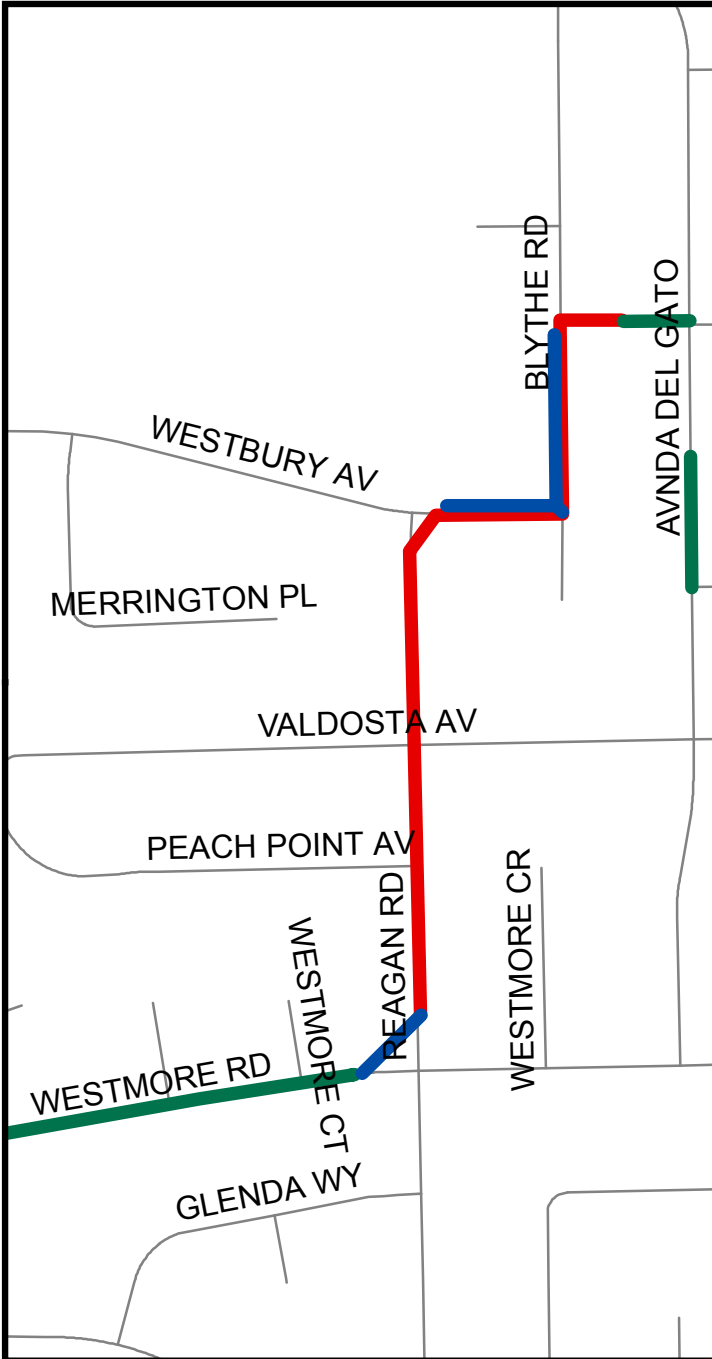 BLYTHE RD
AVNDA DEL GATO
WESTBURY AV
MERRINGTON PL
VALDOSTA AV
PEACH POINT AV
REAGAN RD
WESTMORE CR
WESTMORE CT
WESTMORE RD
GLENDA WY